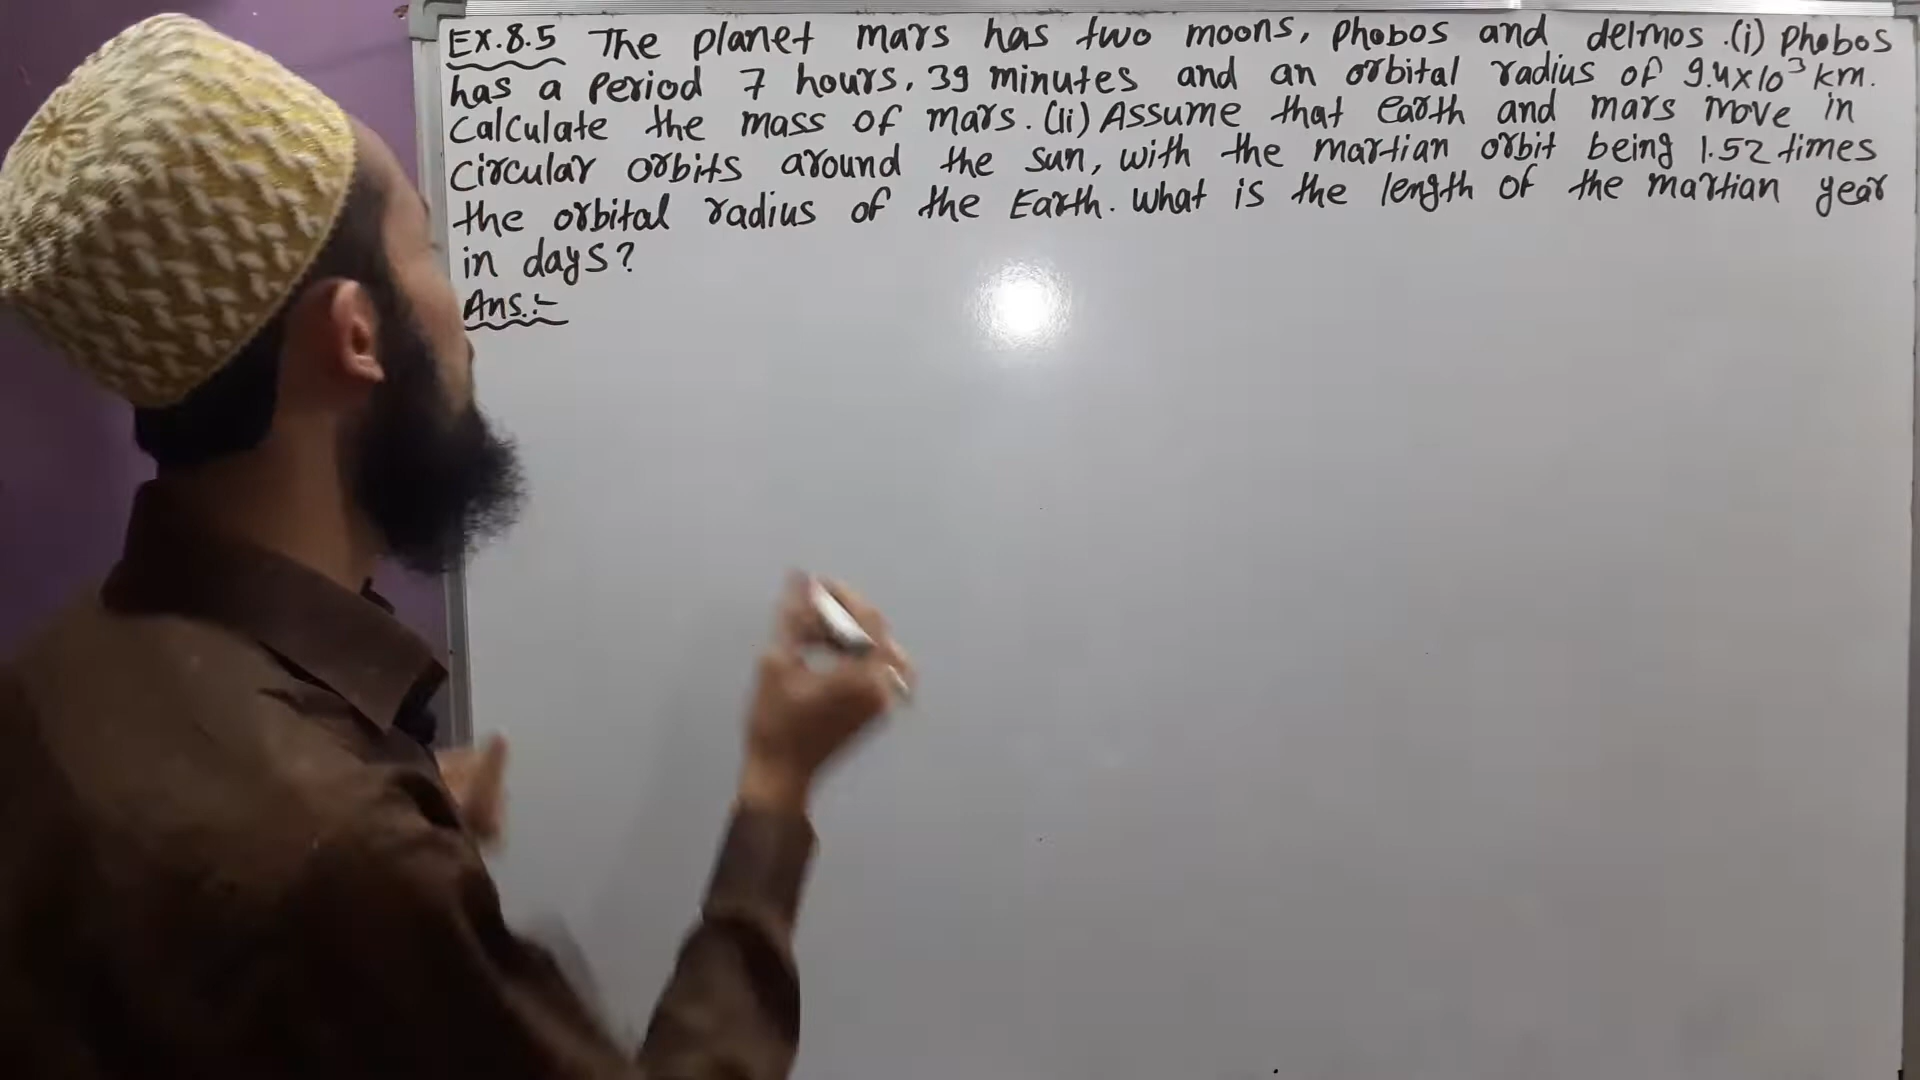 EX.8.5 The planet mars has two moons, phobos and delmos.(i) phobos
has a period 7 hours, 39 minutes and an orbital radius of 9.4x10³ km.
calculate the mass of mars. (ii) Assume that earth and mars move in
circular orbits around the sun, with the martian orbit being 1.52 times
the orbital radius of the Earth. what is the length of the martian year
in days?
Ans.:-